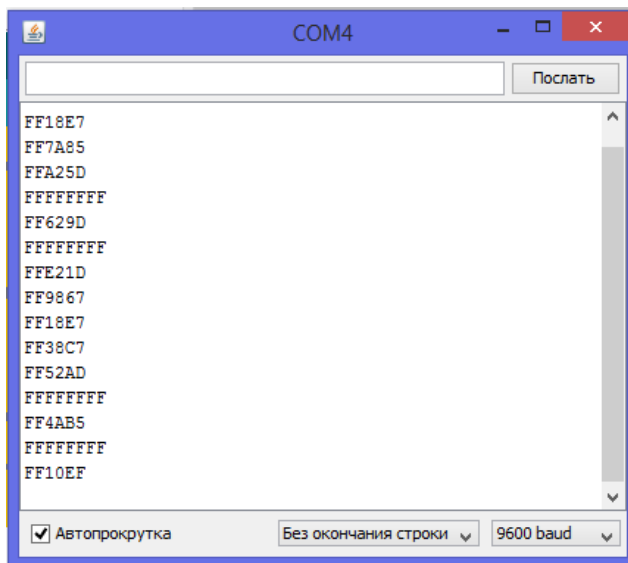 COM4
Послать
FF18E7
FF7A85
FFA25D
FFFFFFFF
FF629D
FFFFFFFF
FFE21D
FF9867
FF18E7
FF38C7
FF52AD
FFFFFFFF
FF4AB5
FFFFFFFF
FF10EF
Автопрокрутка Без окончания строки 9600 baud